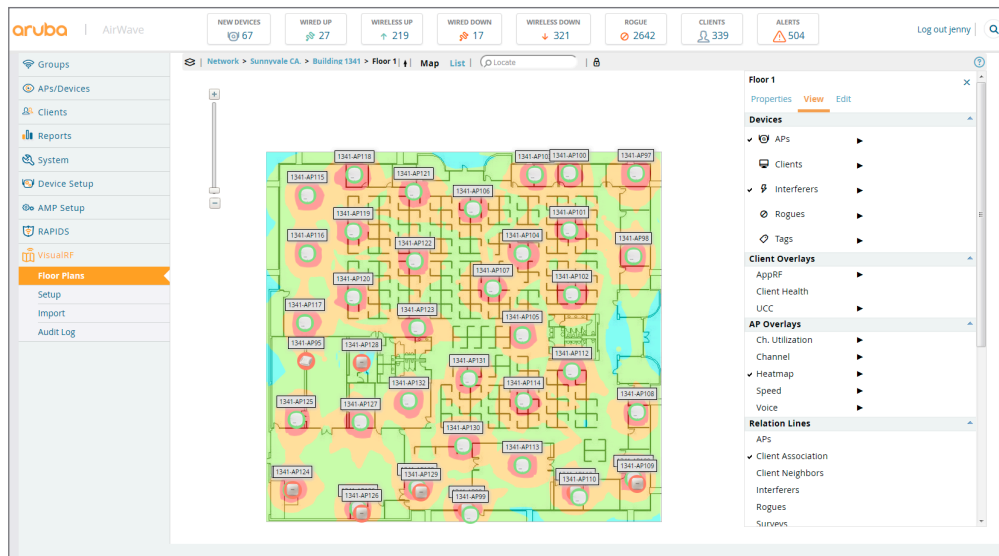 aruba AirWave
NEW DEVICES
67
WIRED UP
27
WIRELESS UP
219
WIRED DOWN
17
WIRELESS DOWN
321
ROGUE
2642
CLIENTS
339
ALERTS
504
Log out jenny
Groups
APs/Devices
Clients
Reports
System
Device Setup
AMP Setup
RAPIDS
VisualRF
Floor Plans
Setup
Import
Audit Log
Network > Sunnyvale CA. > Building 1341 > Floor 1 Map List Locate
1341-AP118
1341-AP100
1341-AP97
1341-AP115
1341-AP121
1341-AP106
1341-AP119
1341-AP101
1341-AP116
1341-AP122
1341-AP104
1341-AP98
1341-AP120
1341-AP107
1341-AP102
1341-AP117
1341-AP123
1341-AP105
1341-AP95
1341-AP128
1341-AP112
1341-AP131
1341-AP132
1341-AP114
1341-AP125
1341-AP127
1341-AP108
1341-AP130
1341-AP113
1341-AP124
1341-AP129
1341-AP109
1341-AP110
1341-AP126
1341-AP99
Floor 1
Properties View Edit
Devices
APs
Clients
Interferers
Rogues
Tags
Client Overlays
AppRF
Client Health
UCC
AP Overlays
Ch. Utilization
Channel
Heatmap
Speed
Voice
Relation Lines
APs
Client Association
Client Neighbors
Interferers
Rogues
Surveys